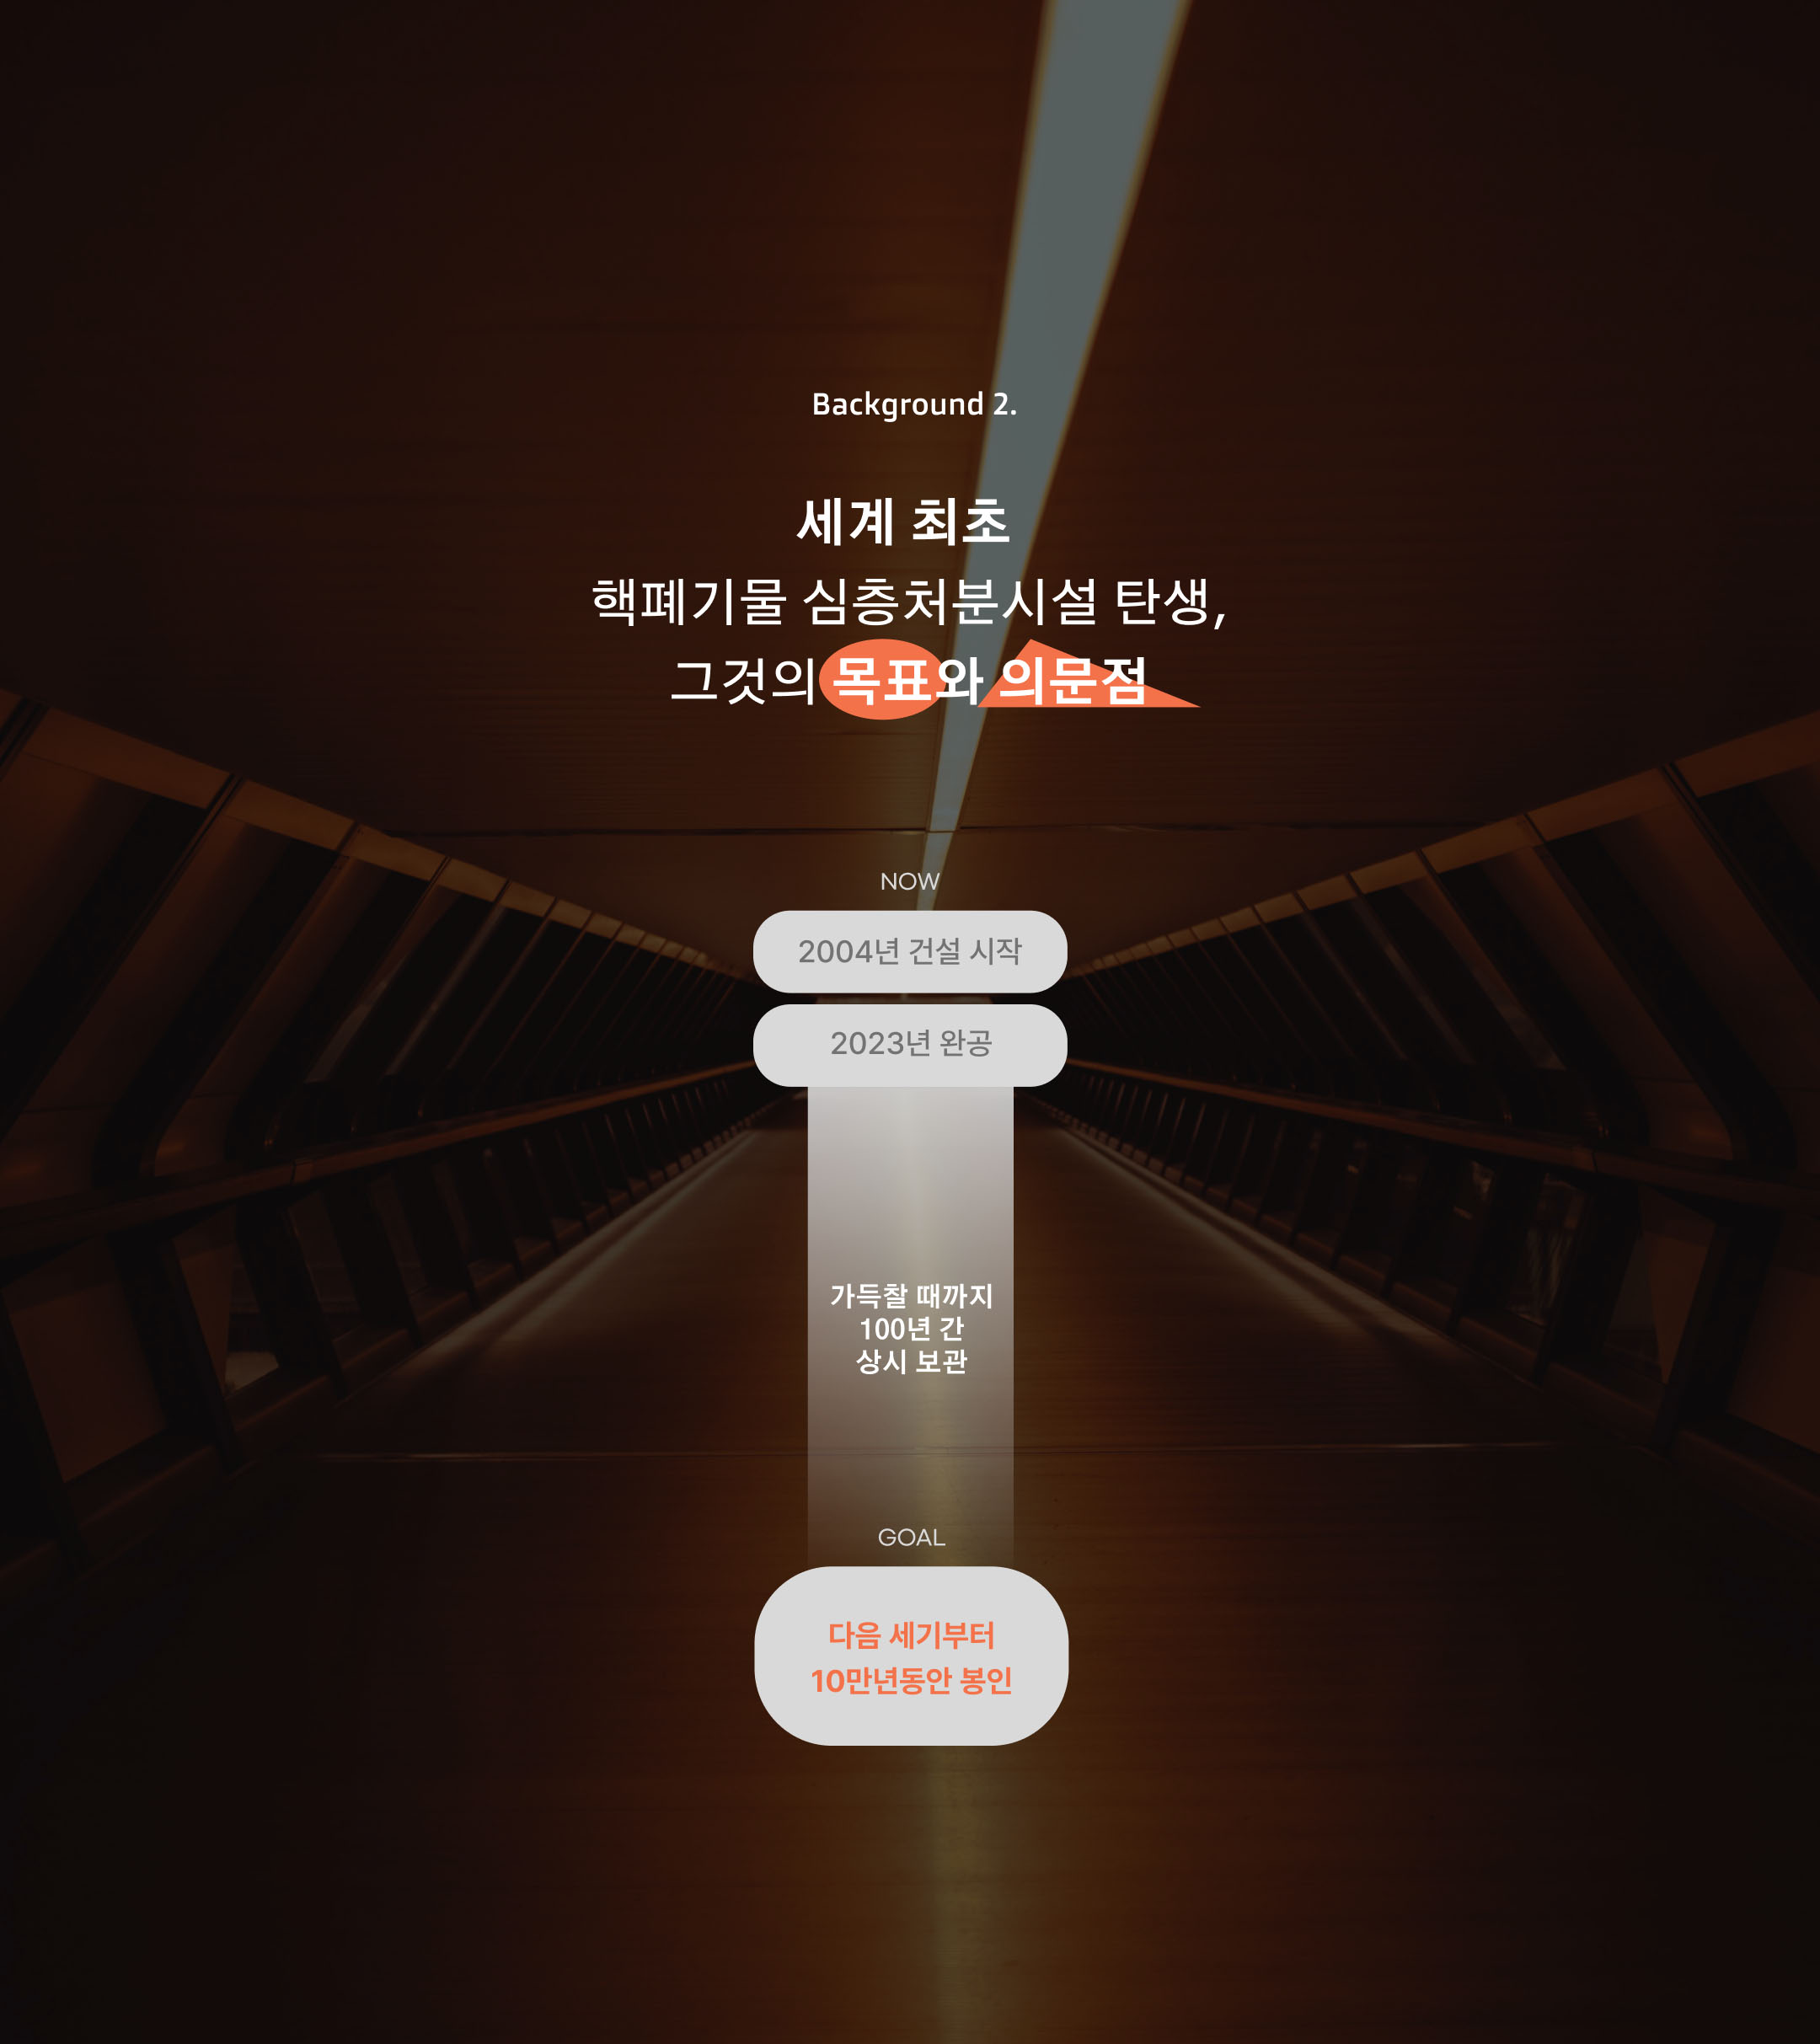 Background 2.
세계 최초
핵폐기물 심층처분시설 탄생,
그것의 목표와 의문점
NOW
2004년 건설 시작
2023년 완공
가득찰 때까지
100년 간
상시 보관
GOAL
다음 세기부터
10만년동안 봉인